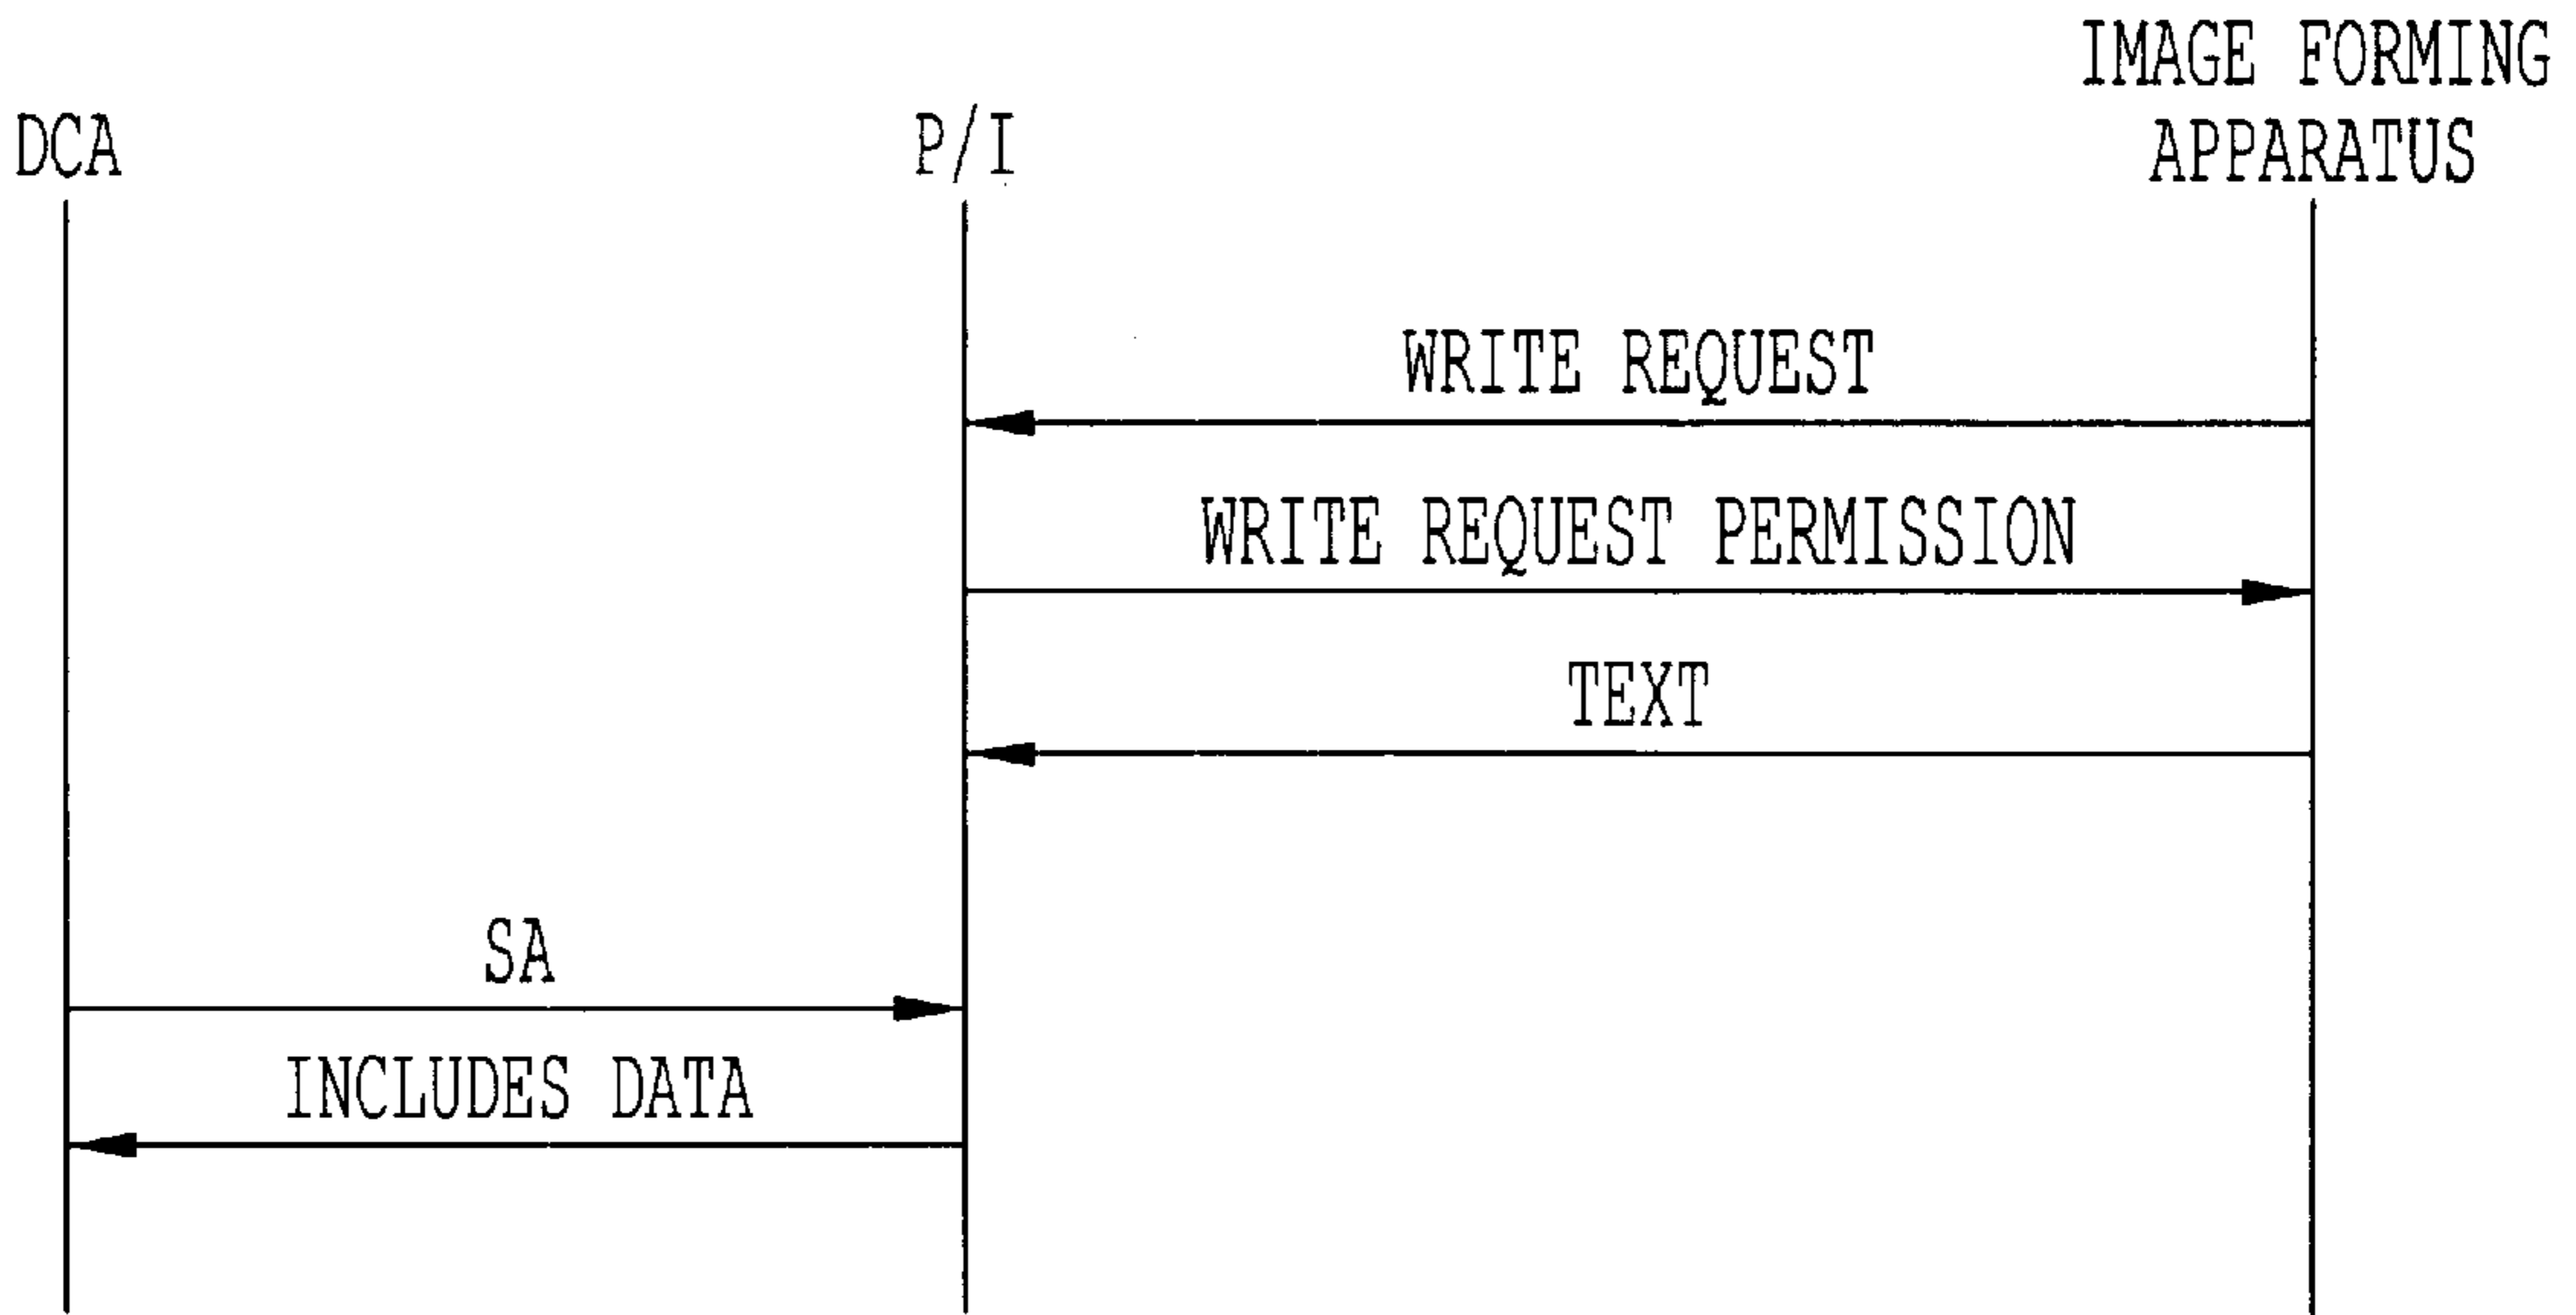 DCA
P/I
IMAGE FORMING
APPARATUS
WRITE REQUEST
WRITE REQUEST PERMISSION
TEXT
SA
INCLUDES DATA